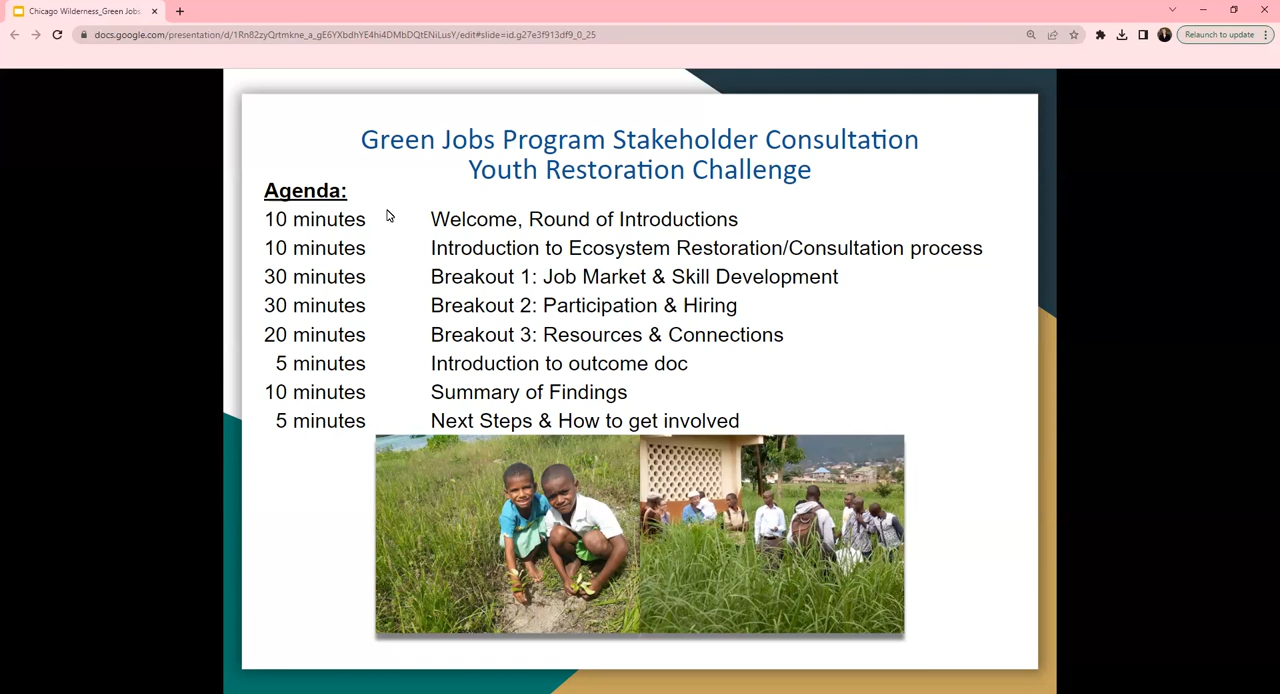 Chicago Wilderness_Green Jobs
docs.google.com/presentation/d/1Rn82zyQrtmkne_a_gE6YXbdhYE4hi4DMbDQtENiLusY/edit#slide=id.g27e3f913df9_0_25
Relaunch to update
Green Jobs Program Stakeholder Consultation
Youth Restoration Challenge
Agenda:
10 minutes Welcome, Round of Introductions
10 minutes Introduction to Ecosystem Restoration/Consultation process
30 minutes Breakout 1: Job Market & Skill Development
30 minutes Breakout 2: Participation & Hiring
20 minutes Breakout 3: Resources & Connections
5 minutes Introduction to outcome doc
10 minutes Summary of Findings
5 minutes Next Steps & How to get involved